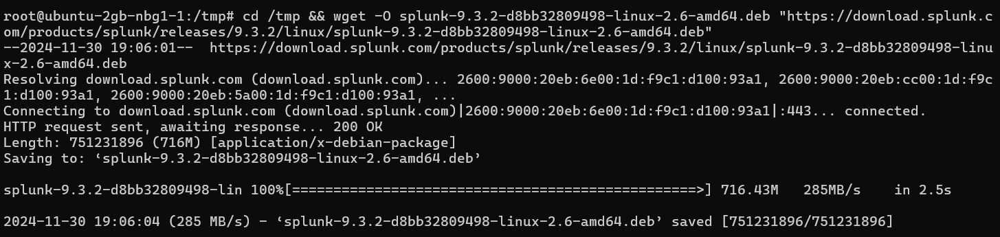 root@ubuntu-2gb-nbg1-1:/tmp# cd /tmp && wget -O splunk-9.3.2-d8bb32809498-linux-2.6-amd64.deb "https://download.splunk.c
om/products/splunk/releases/9.3.2/linux/splunk-9.3.2-d8bb32809498-linux-2.6-amd64.deb"
--2024-11-30 19:06:01--  https://download.splunk.com/products/splunk/releases/9.3.2/linux/splunk-9.3.2-d8bb32809498-linu
x-2.6-amd64.deb
Resolving download.splunk.com (download.splunk.com)... 2600:9000:20eb:6e00:1d:f9c1:d100:93a1, 2600:9000:20eb:cc00:1d:f9c
1:d100:93a1, 2600:9000:20eb:5a00:1d:f9c1:d100:93a1, ...
Connecting to download.splunk.com (download.splunk.com)|2600:9000:20eb:6e00:1d:f9c1:d100:93a1|:443... connected.
HTTP request sent, awaiting response... 200 OK
Length: 751231896 (716M) [application/x-debian-package]
Saving to: ‘splunk-9.3.2-d8bb32809498-linux-2.6-amd64.deb’
splunk-9.3.2-d8bb32809498-lin 100%[=================================================>] 716.43M   285MB/s    in 2.5s
2024-11-30 19:06:04 (285 MB/s) - ‘splunk-9.3.2-d8bb32809498-linux-2.6-amd64.deb’ saved [751231896/751231896]